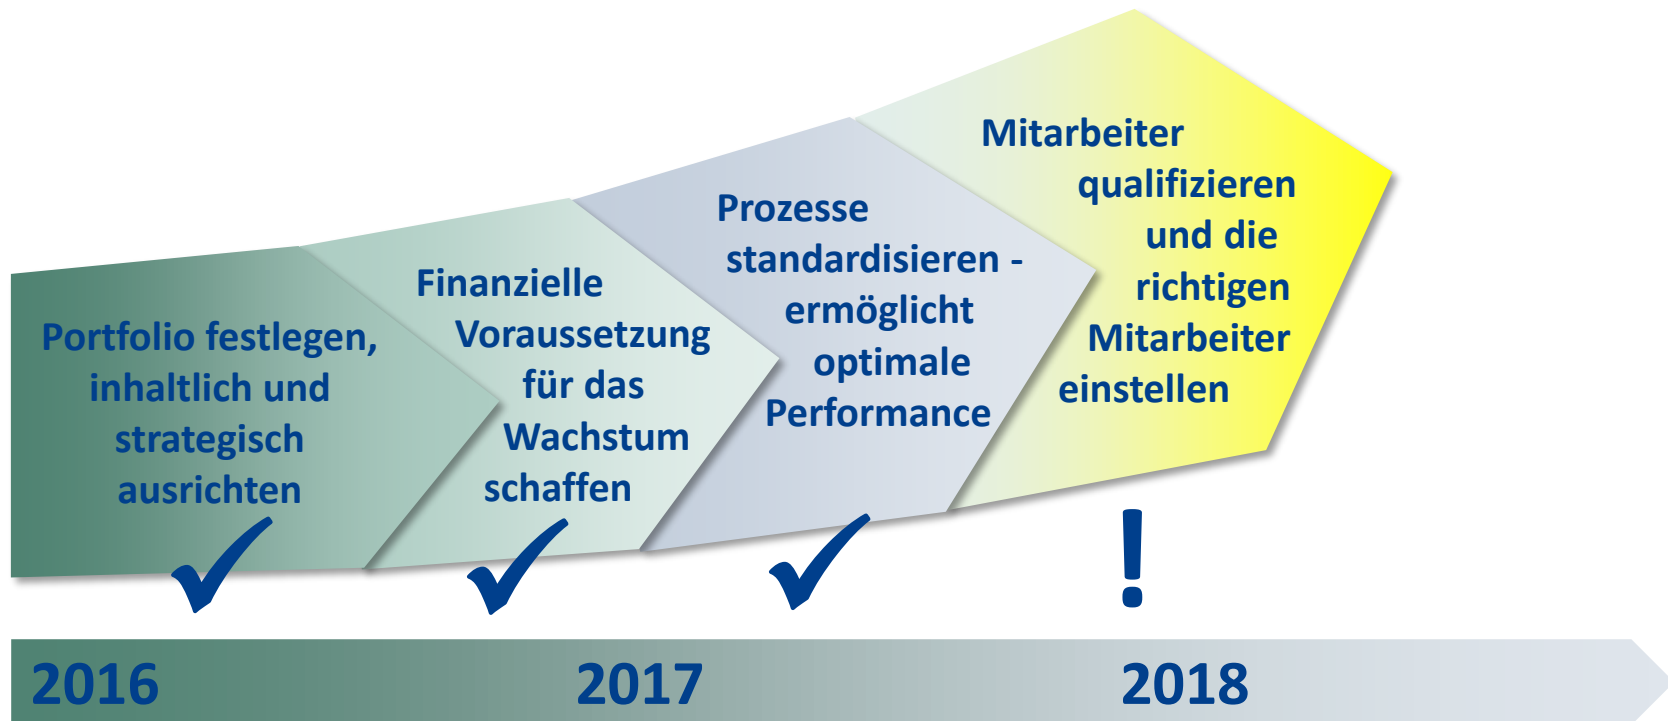 Portfolio festlegen,
inhaltlich und
strategisch
ausrichten
Finanzielle
Voraussetzung
für das
Wachstum
schaffen
Prozesse
standardisieren -
ermöglicht
optimale
Performance
Mitarbeiter
qualifizieren
und die
richtigen
Mitarbeiter
einstellen
!
2016
2017
2018